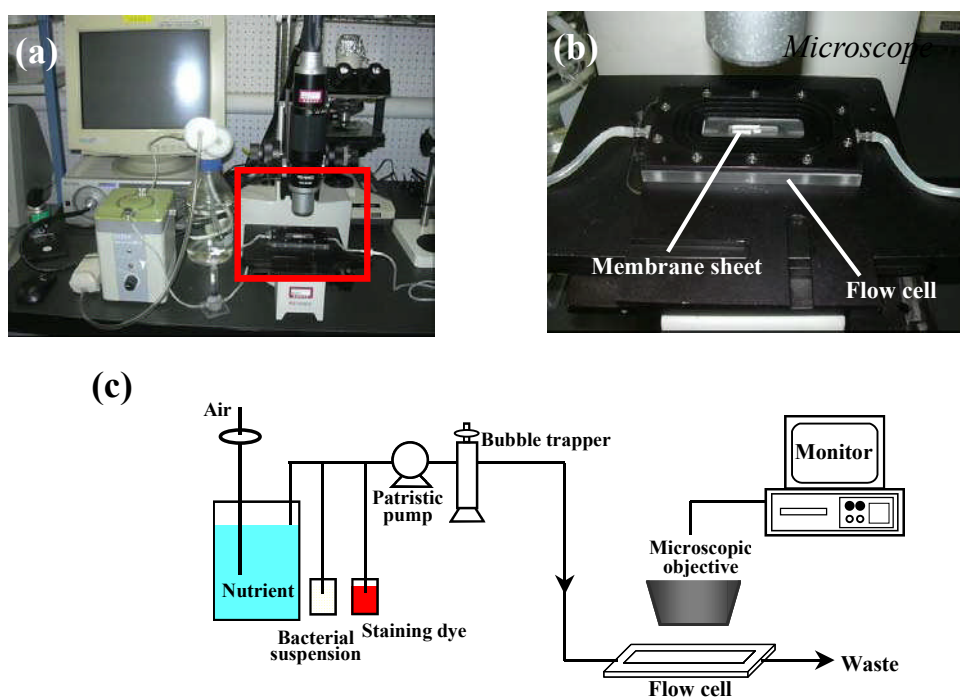 (a)
(b)
Microscope
Membrane sheet
Flow cell
(c)
Air
Bubble trapper
Monitor
Patristic
pump
Microscopic
objective
Nutrient
Bacterial
suspension
Staining dye
Flow cell
Waste